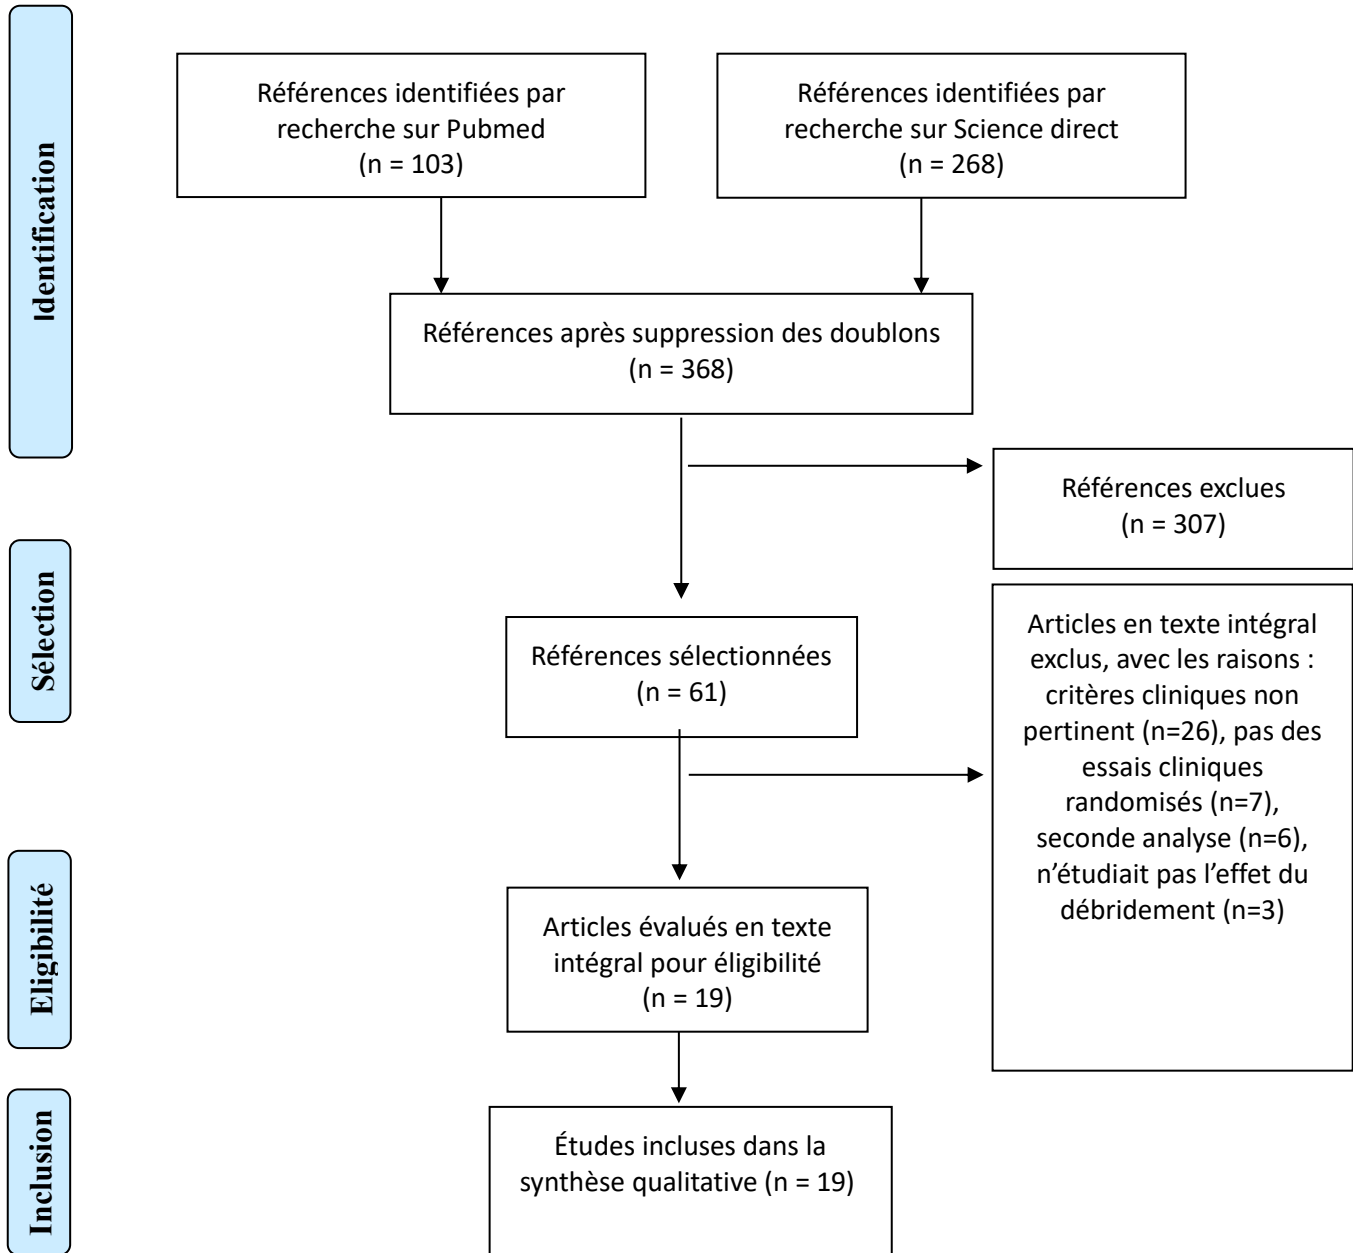 Identification
Références identifiées par
recherche sur Pubmed
(n = 103)
Références identifiées par
recherche sur Science direct
(n = 268)
Références après suppression des doublons
(n = 368)
Références exclues
(n = 307)
Sélection
Références sélectionnées
(n = 61)
Articles en texte intégral
exclus, avec les raisons :
critères cliniques non
pertinent (n=26), pas des
essais cliniques
randomisés (n=7),
seconde analyse (n=6),
n’étudiait pas l’effet du
débridement (n=3)
Eligibilité
Articles évalués en texte
intégral pour éligibilité
(n = 19)
Inclusion
Études incluses dans la
synthèse qualitative (n = 19)